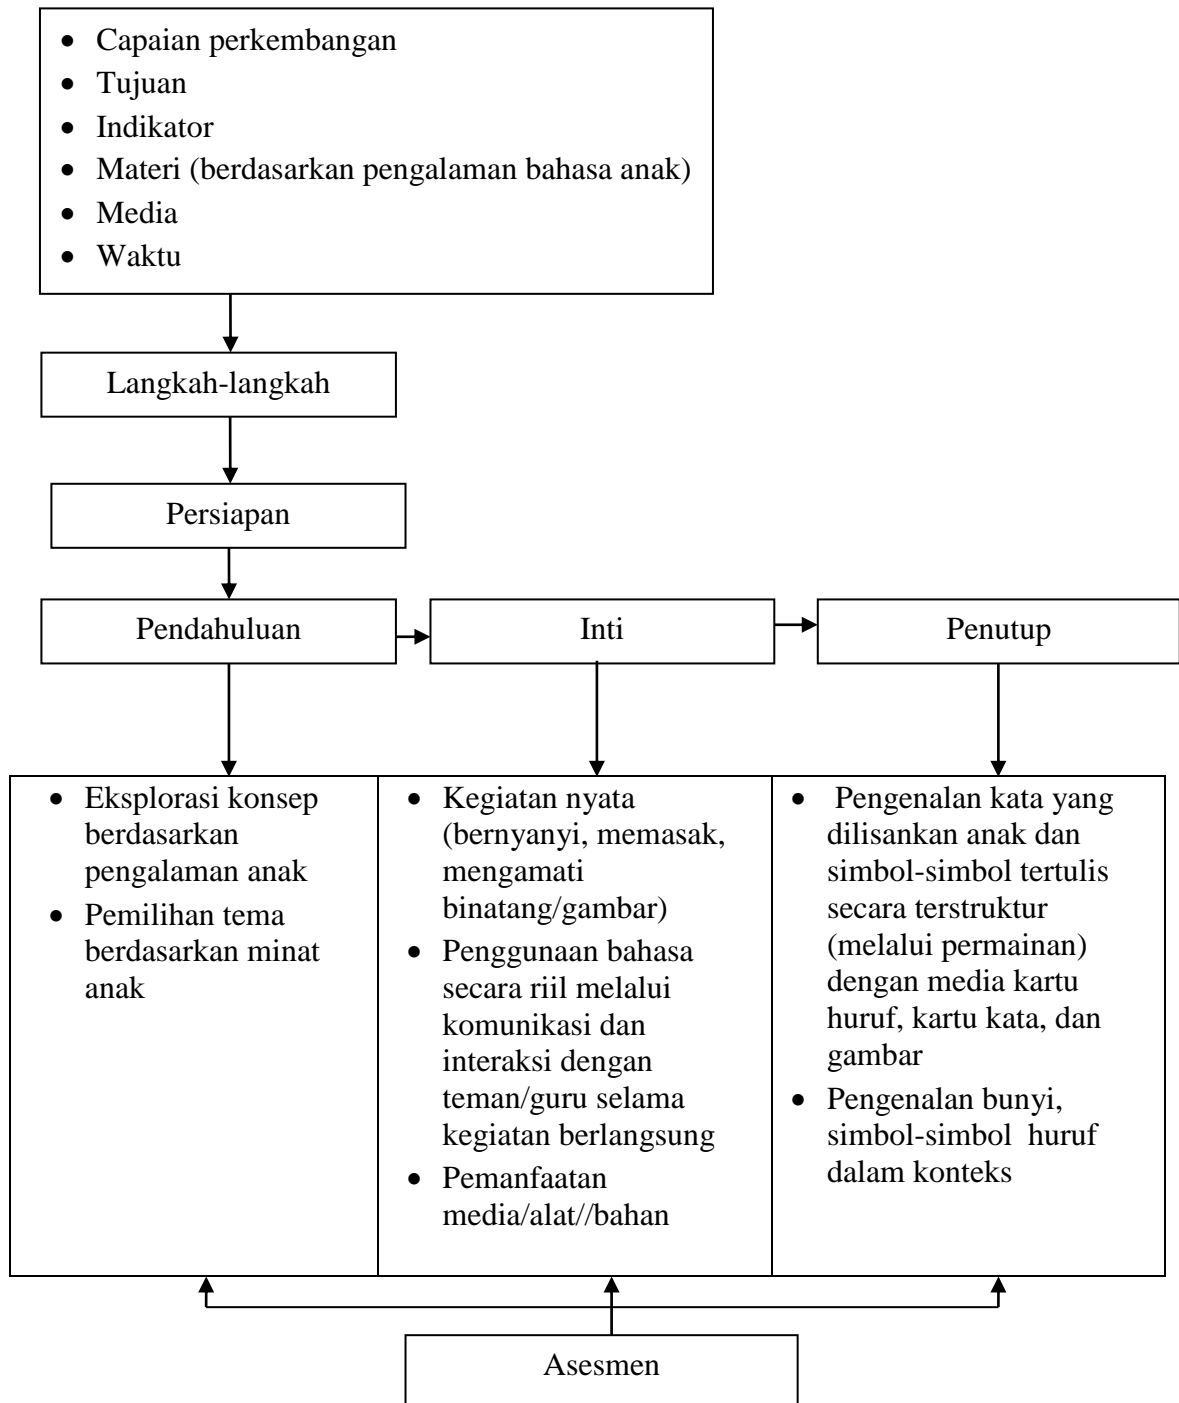 • Capaian perkembangan
• Tujuan
• Indikator
• Materi (berdasarkan pengalaman bahasa anak)
• Media
• Waktu
Langkah-langkah
Persiapan
Pendahuluan
Inti
Penutup
• Eksplorasi konsep
berdasarkan
pengalaman anak
• Pemilihan tema
berdasarkan minat
anak
• Kegiatan nyata
(bernyanyi, memasak,
mengamati
binatang/gambar)
• Penggunaan bahasa
secara riil melalui
komunikasi dan
interaksi dengan
teman/guru selama
kegiatan berlangsung
• Pemanfaatan
media/alat//bahan
• Pengenalan kata yang
dilisankan anak dan
simbol-simbol tertulis
secara terstruktur
(melalui permainan)
dengan media kartu
huruf, kartu kata, dan
gambar
• Pengenalan bunyi,
simbol-simbol huruf
dalam konteks
Asesmen